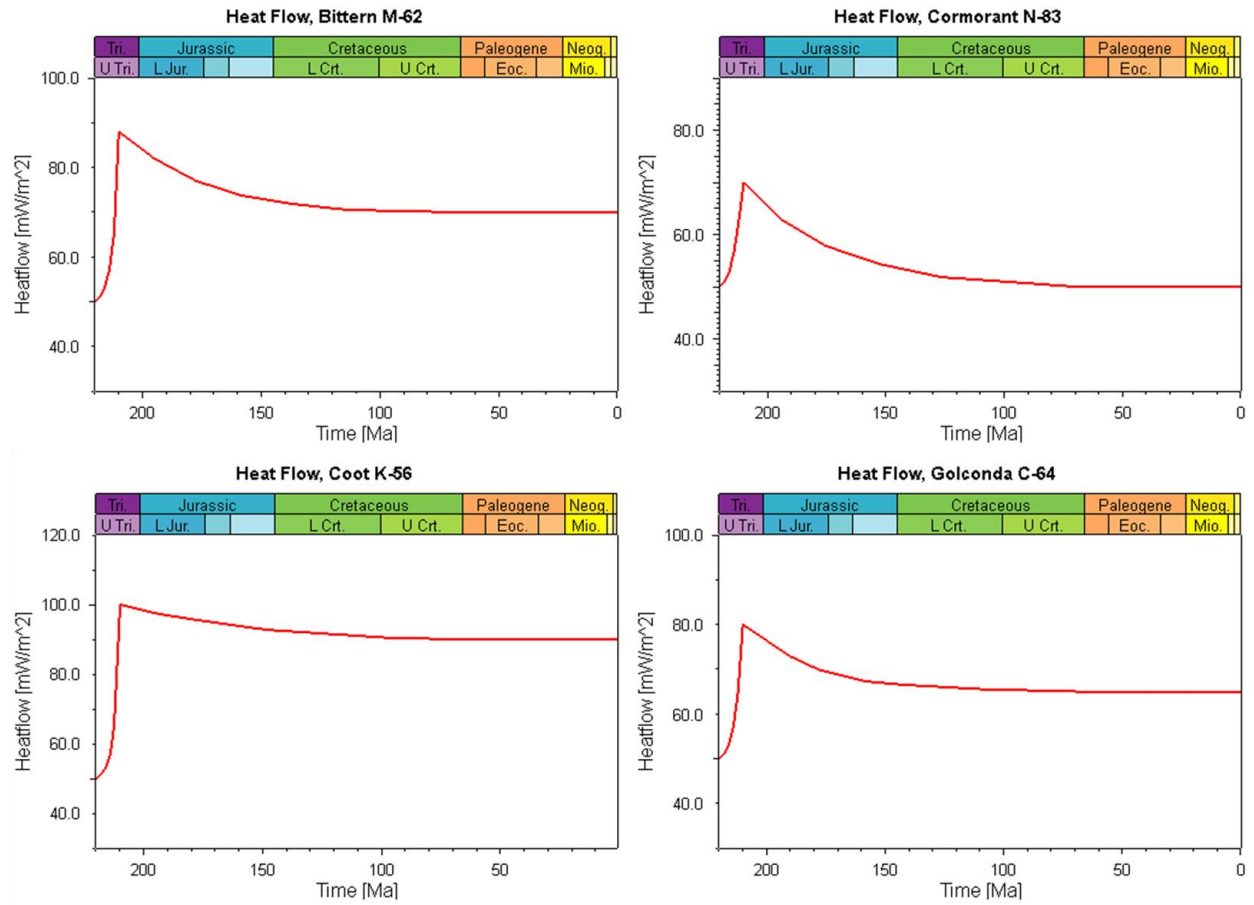 Heat Flow, Bittern M-62
Tri. Jurassic Cretaceous Paleogene Neog.
U Tri. L Jur. L Crt. U Crt. Eoc. Mio.
100.0
80.0
60.0
40.0
Heatflow [mW/m^2]
200 150 100 50 0
Time [Ma]
Heat Flow, Cormorant N-83
Tri. Jurassic Cretaceous Paleogene Neog.
U Tri. L Jur. L Crt. U Crt. Eoc. Mio.
80.0
60.0
40.0
Heatflow [mW/m^2]
200 150 100 50 0
Time [Ma]
Heat Flow, Coot K-56
Tri. Jurassic Cretaceous Paleogene Neog.
U Tri. L Jur. L Crt. U Crt. Eoc. Mio.
120.0
100.0
80.0
60.0
40.0
Heatflow [mW/m^2]
200 150 100 50
Time [Ma]
Heat Flow, Golconda C-64
Tri. Jurassic Cretaceous Paleogene Neog.
U Tri. L Jur. L Crt. U Crt. Eoc. Mio.
100.0
80.0
60.0
40.0
Heatflow [mW/m^2]
200 150 100 50 0
Time [Ma]